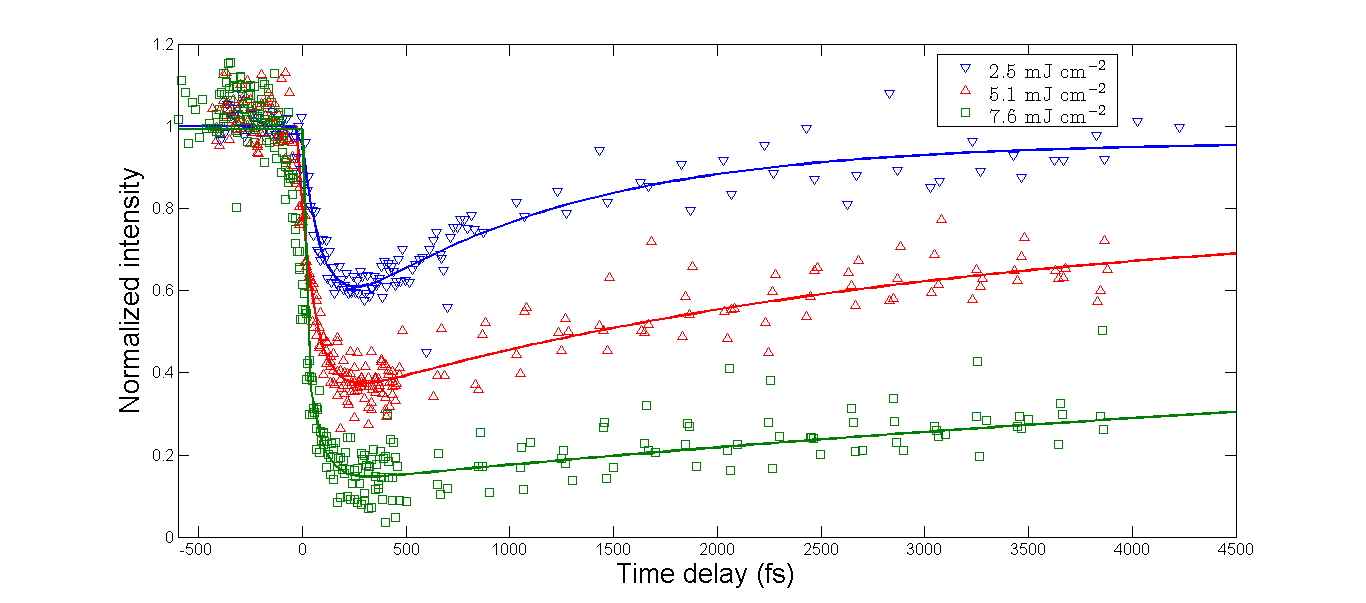 1.2
1
0.8
0.6
0.4
0.2
0
Normalized intensity
2.5 mJ cm⁻²
5.1 mJ cm⁻²
7.6 mJ cm⁻²
-500 0 500 1000 1500 2000 2500 3000 3500 4000 4500
Time delay (fs)